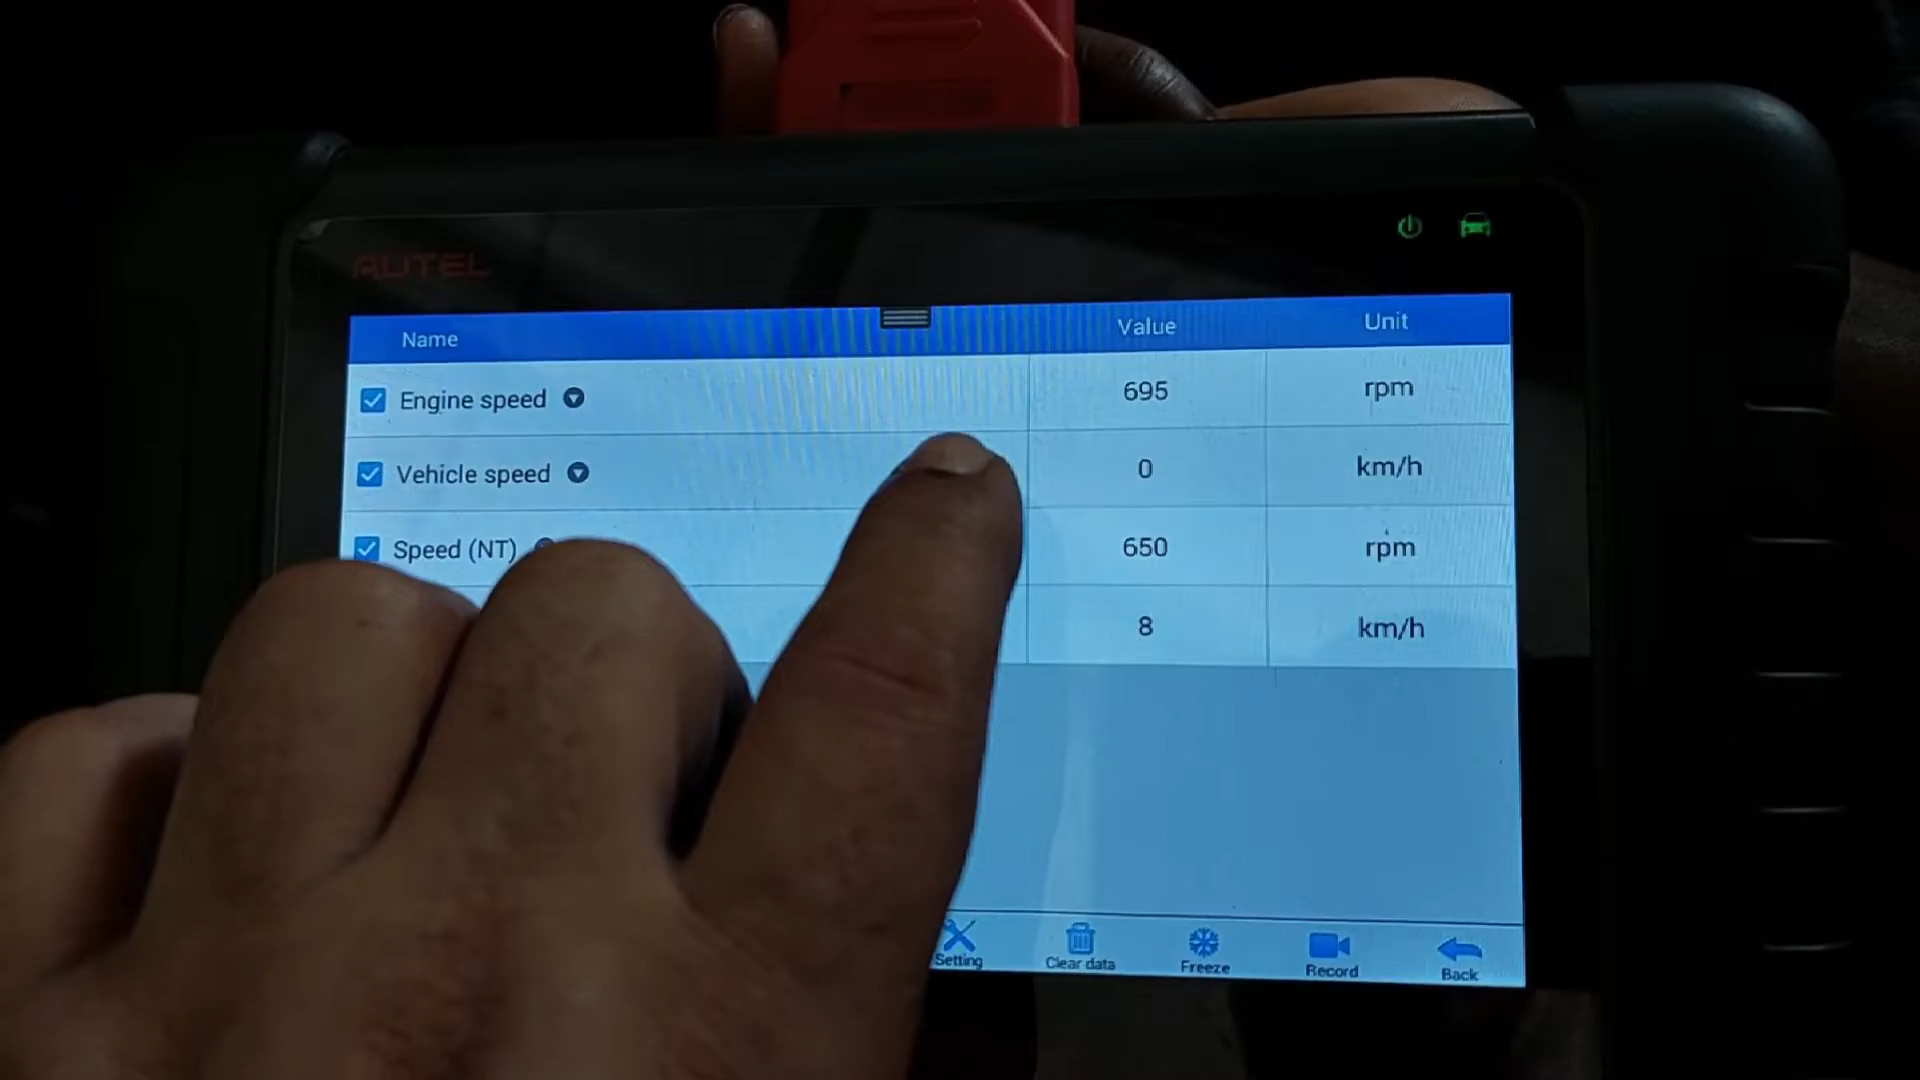 AUTEL
Name Value Unit
Engine speed 695 rpm
Vehicle speed 0 km/h
Speed (NT) 650 rpm
8 km/h
Setting Clear data Freeze Record Back